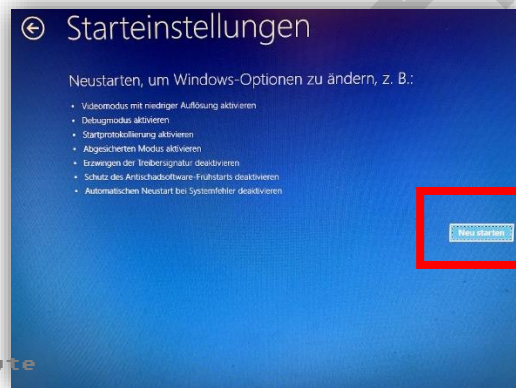 Starteinstellungen
Neustarten, um Windows-Optionen zu ändern, z. B.:
• Videomodus mit niedriger Auflösung aktivieren
• Debugmodus aktivieren
• Startprotokollierung aktivieren
• Abgesicherten Modus aktivieren
• Erzwingen der Treibersignatur deaktivieren
• Schutz des Antischadsoftware-Frühstarts deaktivieren
• Automatischen Neustart bei Systemfehler deaktivieren
Neu starten